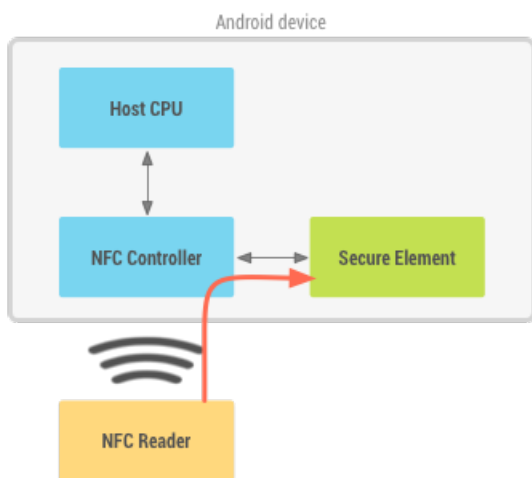 Android device
Host CPU
NFC Controller
Secure Element
NFC Reader